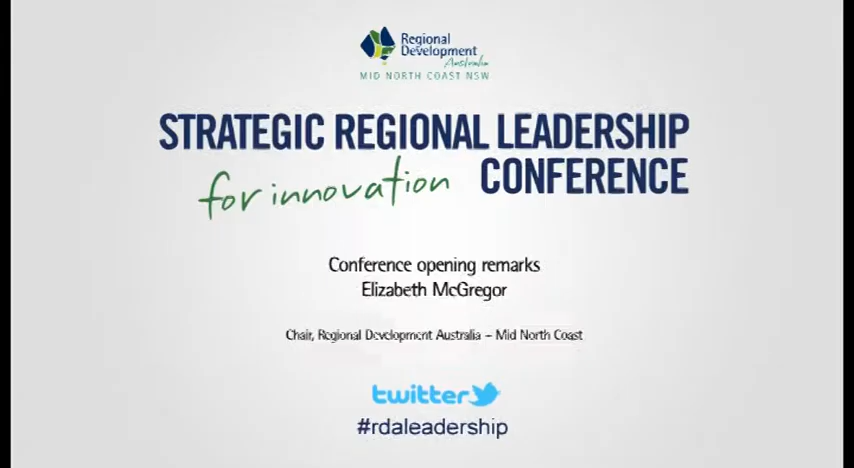 Regional
Development
Australia
MID NORTH COAST NSW
STRATEGIC REGIONAL LEADERSHIP
for innovation CONFERENCE
Conference opening remarks
Elizabeth McGregor
Chair, Regional Development Australia – Mid North Coast
twitter
#rdaleadership